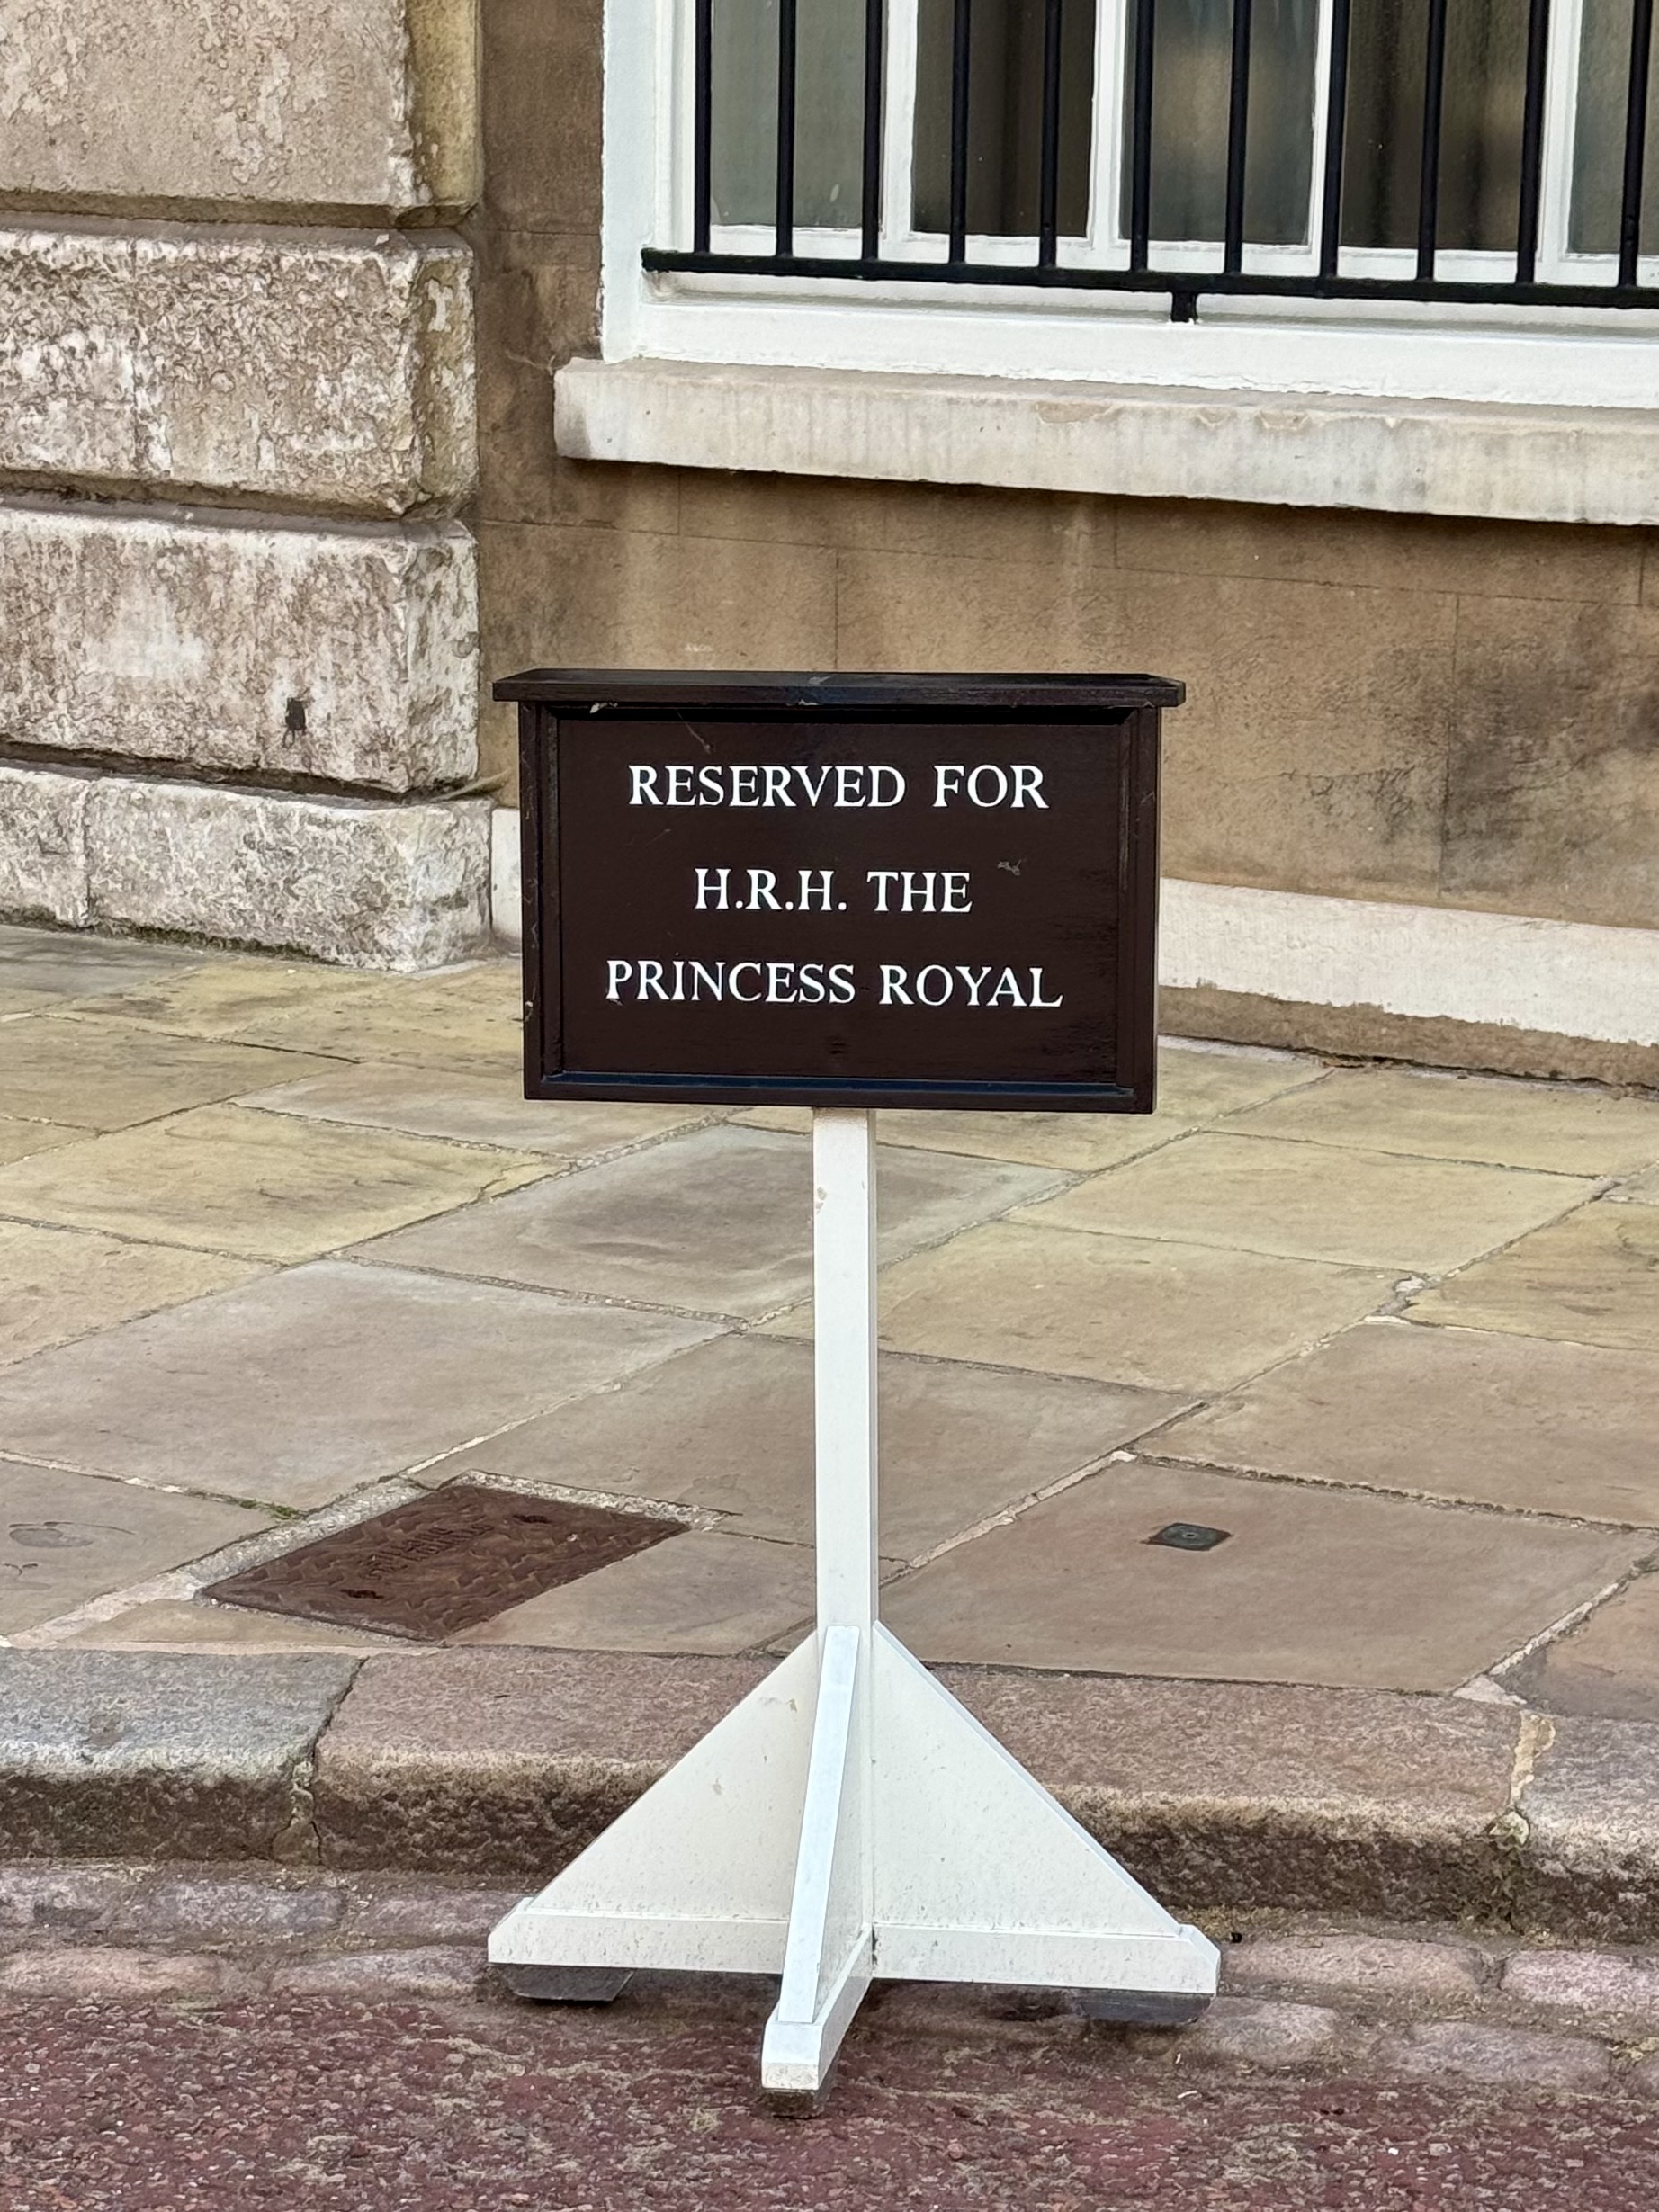 RESERVED FOR
H.R.H. THE
PRINCESS ROYAL